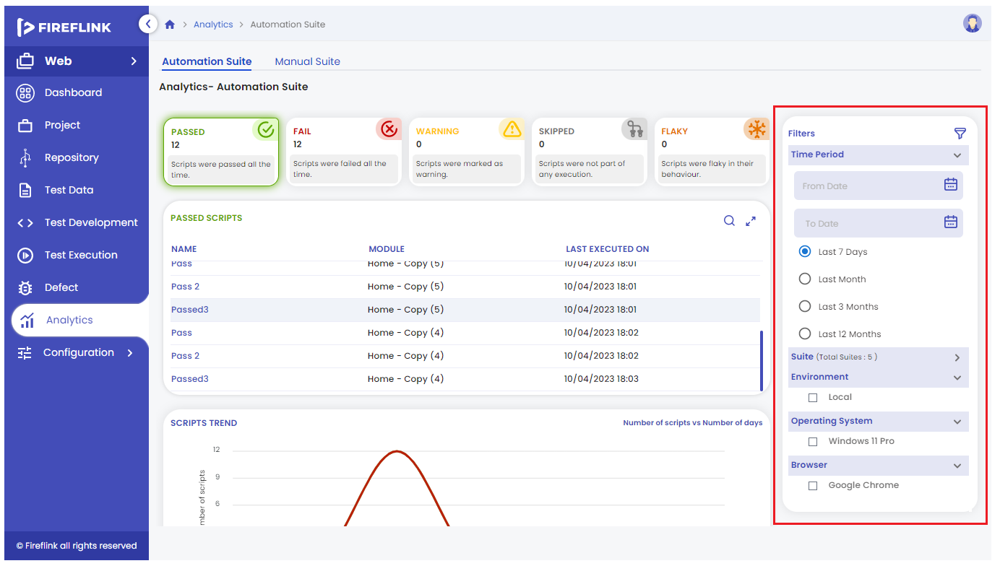 FIREFLINK
Analytics
Automation Suite
Web
Dashboard
Project
Repository
Test Data
Test Development
Test Execution
Defect
Analytics
Configuration
© Fireflink all rights reserved
Automation Suite
Manual Suite
Analytics- Automation Suite
PASSED
12
Scripts were passed all the
time.
FAIL
12
Scripts were failed all the
time.
WARNING
0
Scripts were marked as
warning.
SKIPPED
0
Scripts were not part of
any execution.
FLAKY
0
Scripts were flaky in their
behaviour.
PASSED SCRIPTS
NAME MODULE LAST EXECUTED ON
Pass Home - Copy (5) 10/04/2023 18:01
Pass 2 Home - Copy (5) 10/04/2023 18:01
Passed3 Home - Copy (5) 10/04/2023 18:01
Pass Home - Copy (4) 10/04/2023 18:02
Pass 2 Home - Copy (4) 10/04/2023 18:02
Passed3 Home - Copy (4) 10/04/2023 18:03
SCRIPTS TREND
Number of scripts vs Number of days
12
9
6
mber of scripts
Filters
Time Period
From Date
To Date
Last 7 Days
Last Month
Last 3 Months
Last 12 Months
Suite (Total Suites : 5 )
Environment
Local
Operating System
Windows 11 Pro
Browser
Google Chrome